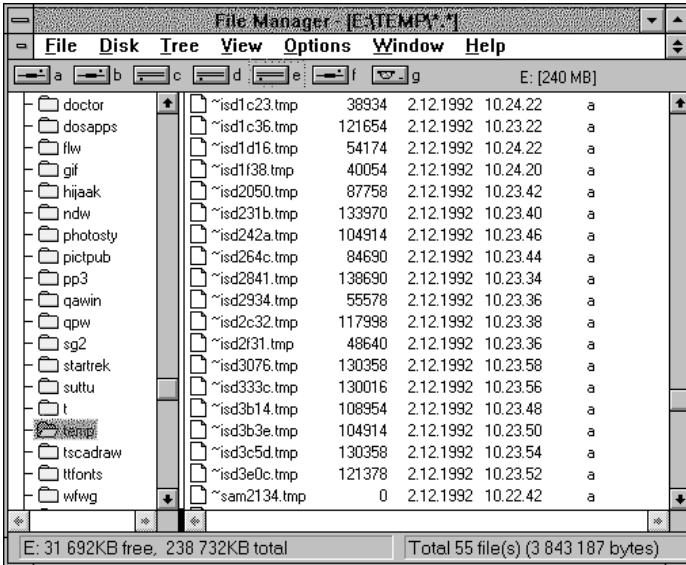 File Manager - [E:\TEMP\*.*]
File Disk Tree View Options Window Help
a b c d e f g E: [240 MB]
doctor
dosapps
flw
gif
hijaak
ndw
photosty
pictpub
pp3
qawin
qpw
sg2
startrek
suttu
t
temp
tscadraw
ttfonts
wfwg
~isd1c23.tmp 38934 2.12.1992 10.24.22 a
~isd1c36.tmp 121654 2.12.1992 10.23.22 a
~isd1d16.tmp 54174 2.12.1992 10.24.22 a
~isd1f38.tmp 40054 2.12.1992 10.24.20 a
~isd2050.tmp 87758 2.12.1992 10.23.42 a
~isd231b.tmp 133970 2.12.1992 10.23.40 a
~isd242a.tmp 104914 2.12.1992 10.23.46 a
~isd264c.tmp 84690 2.12.1992 10.23.44 a
~isd2841.tmp 138690 2.12.1992 10.23.34 a
~isd2934.tmp 55578 2.12.1992 10.23.36 a
~isd2c32.tmp 117998 2.12.1992 10.23.38 a
~isd2f31.tmp 48640 2.12.1992 10.23.36 a
~isd3076.tmp 130358 2.12.1992 10.23.58 a
~isd333c.tmp 130016 2.12.1992 10.23.56 a
~isd3b14.tmp 108954 2.12.1992 10.23.48 a
~isd3b3e.tmp 104914 2.12.1992 10.23.50 a
~isd3c5d.tmp 130358 2.12.1992 10.23.54 a
~isd3e0c.tmp 121378 2.12.1992 10.23.52 a
~sam2134.tmp 0 2.12.1992 10.22.42 a
E: 31 692KB free, 238 732KB total
Total 55 file(s) (3 843 187 bytes)